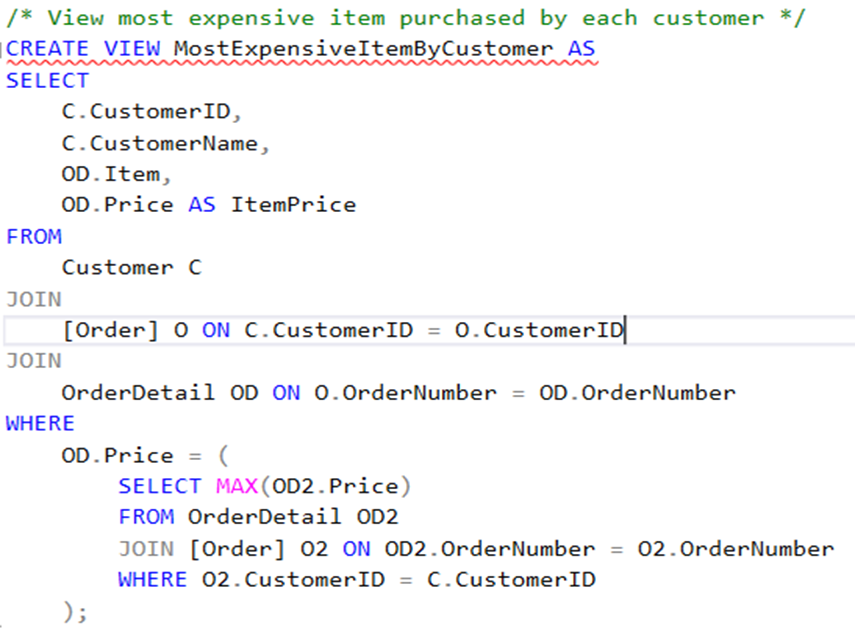 /* View most expensive item purchased by each customer */
CREATE VIEW MostExpensiveItemByCustomer AS
SELECT
    C.CustomerID,
    C.CustomerName,
    OD.Item,
    OD.Price AS ItemPrice
FROM
    Customer C
JOIN
    [Order] O ON C.CustomerID = O.CustomerID
JOIN
    OrderDetail OD ON O.OrderNumber = OD.OrderNumber
WHERE
    OD.Price = (
        SELECT MAX(OD2.Price)
        FROM OrderDetail OD2
        JOIN [Order] O2 ON OD2.OrderNumber = O2.OrderNumber
        WHERE O2.CustomerID = C.CustomerID
    );